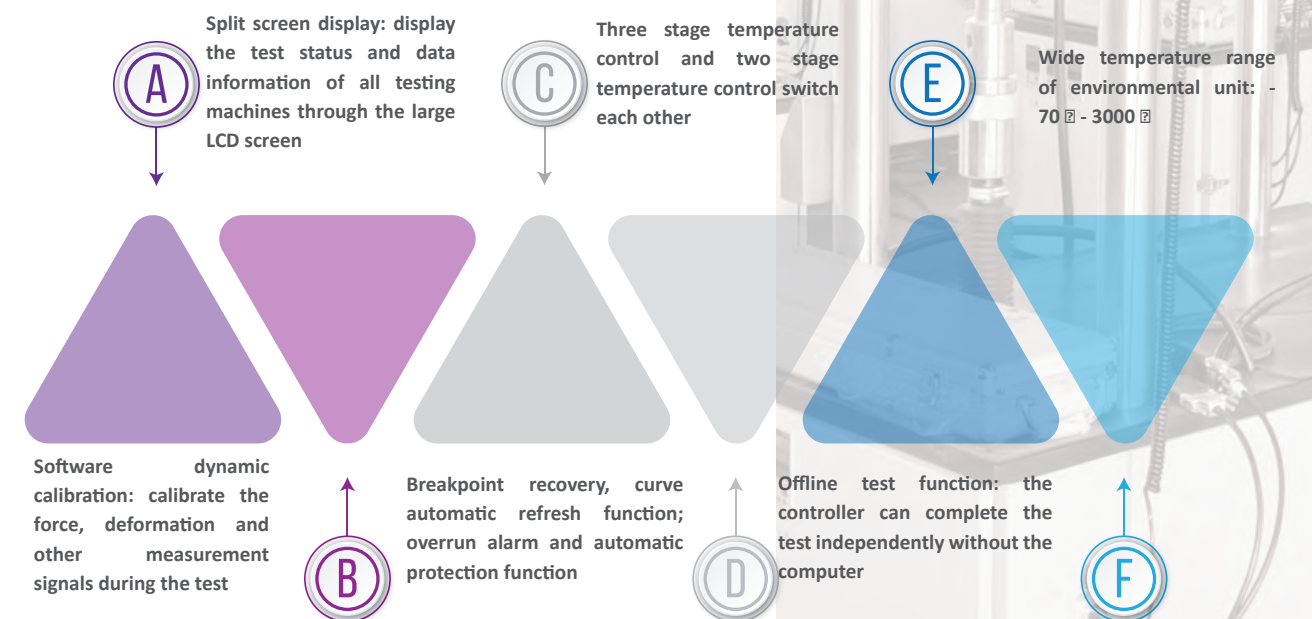 A
Split screen display: display
the test status and data
information of all testing
machines through the large
LCD screen
C
Three stage temperature
control and two stage
temperature control switch
each other
E
Wide temperature range
of environmental unit: -
70 - 3000
Software dynamic
calibration: calibrate the
force, deformation and
other measurement
signals during the test
B
Breakpoint recovery, curve
automatic refresh function;
overrun alarm and automatic
protection function
D
Offline test function: the
controller can complete the
test independently without the
computer
F